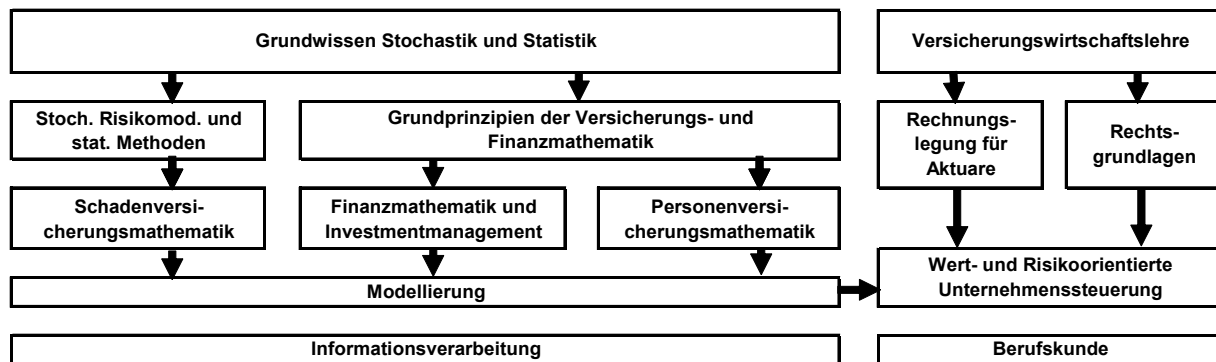 Grundwissen Stochastik und Statistik
Versicherungswirtschaftslehre
Stoch. Risikomod. und
stat. Methoden
Grundprinzipien der Versicherungs- und
Finanzmathematik
Rechnungs-
legung für
Aktuare
Rechts-
grundlagen
Schadenversi-
cherungsmathematik
Finanzmathematik und
Investmentmanagement
Personenversi-
cherungsmathematik
Modellierung
Wert- und Risikoorientierte
Unternehmenssteuerung
Informationsverarbeitung
Berufskunde